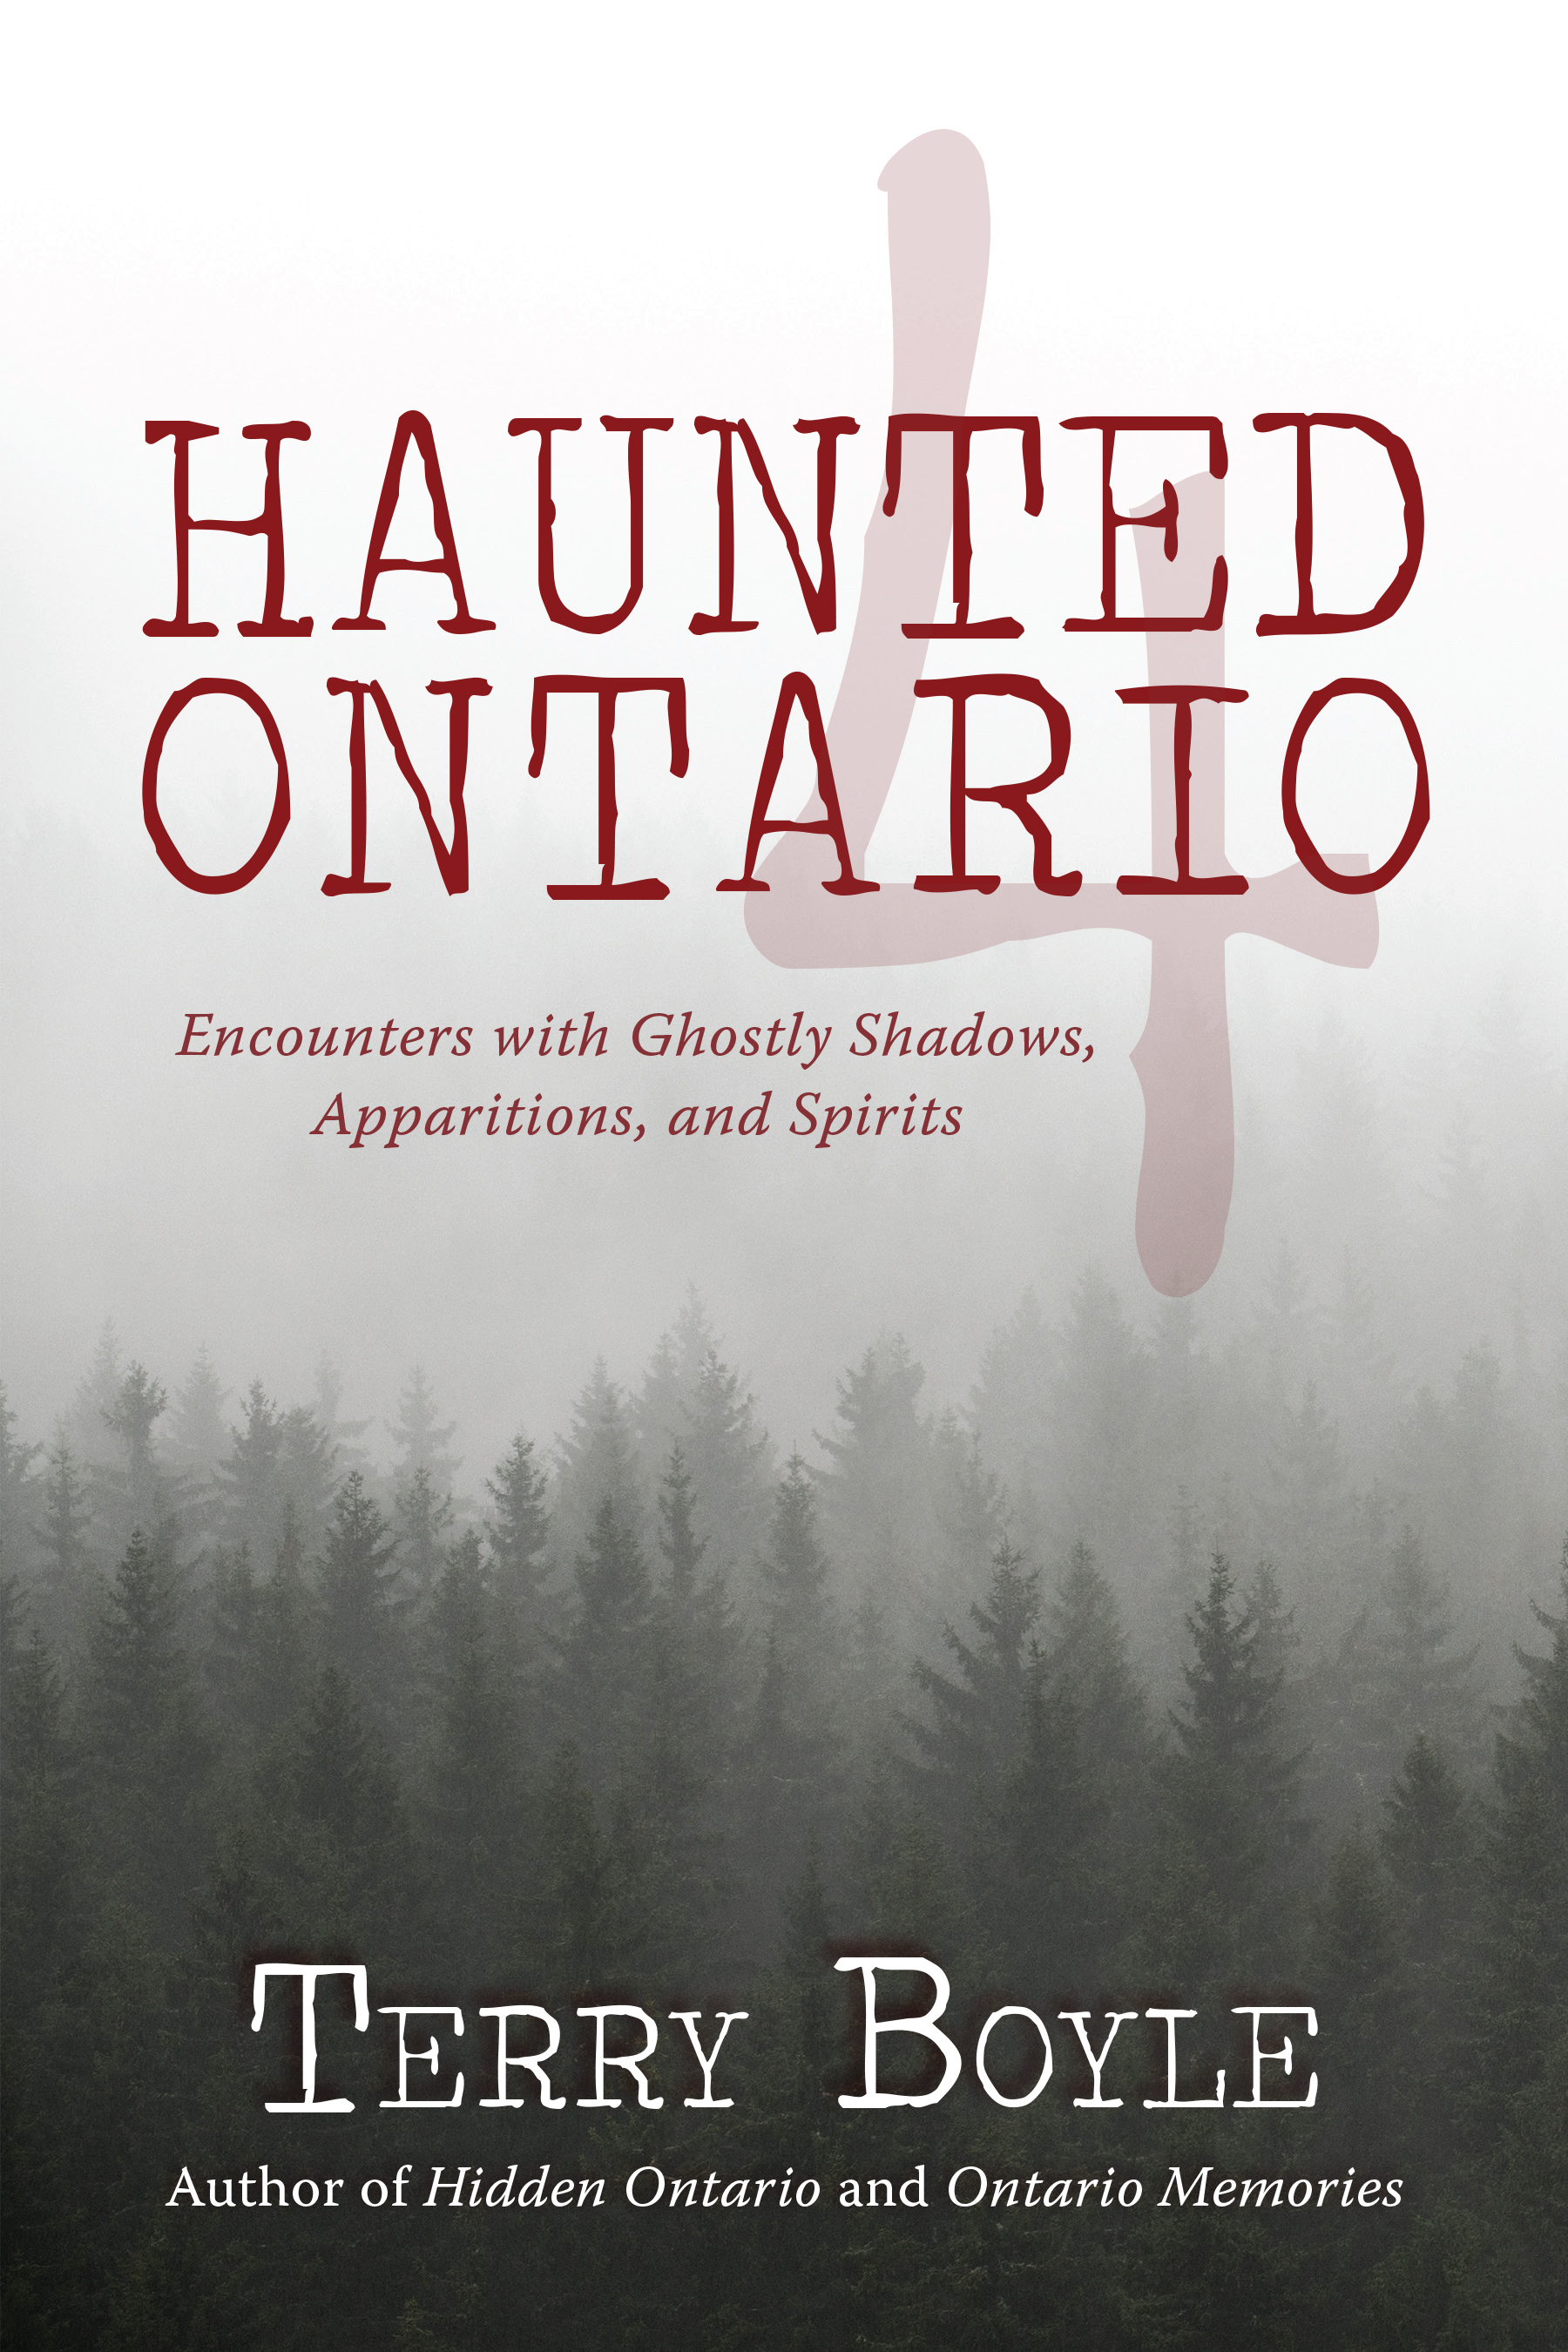 4
HAUNTED
ONTARIO
Encounters with Ghostly Shadows,
Apparitions, and Spirits
TERRY BOYLE
Author of Hidden Ontario and Ontario Memories